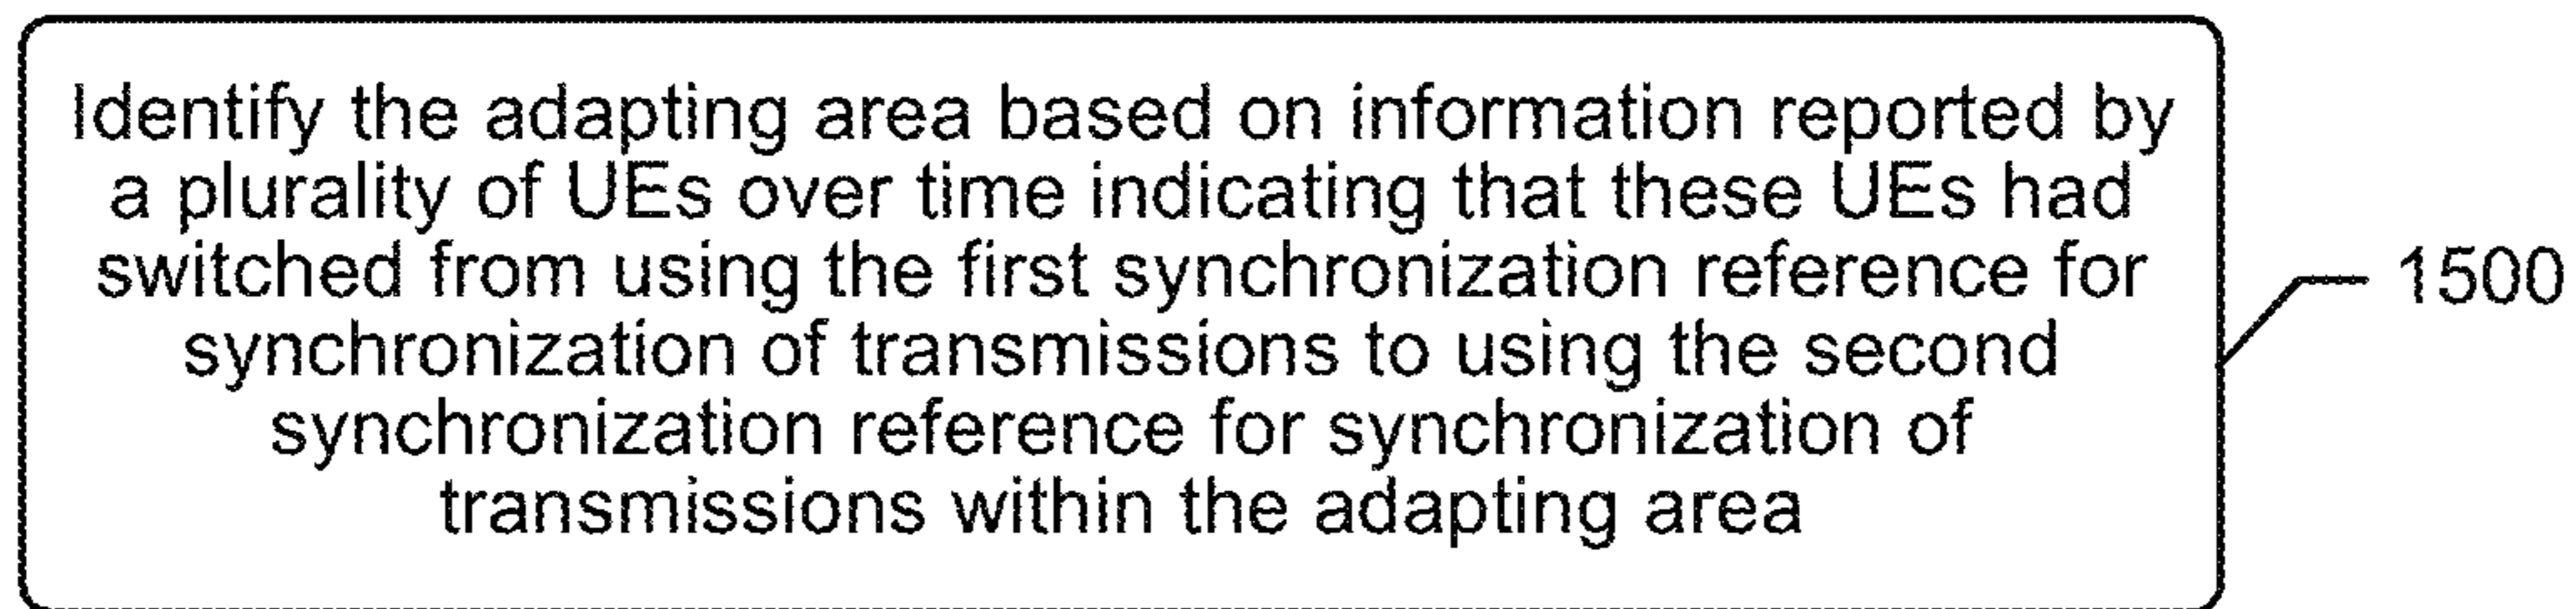 Identify the adapting area based on information reported by
a plurality of UEs over time indicating that these UEs had
switched from using the first synchronization reference for
synchronization of transmissions to using the second
synchronization reference for synchronization of
transmissions within the adapting area
1500